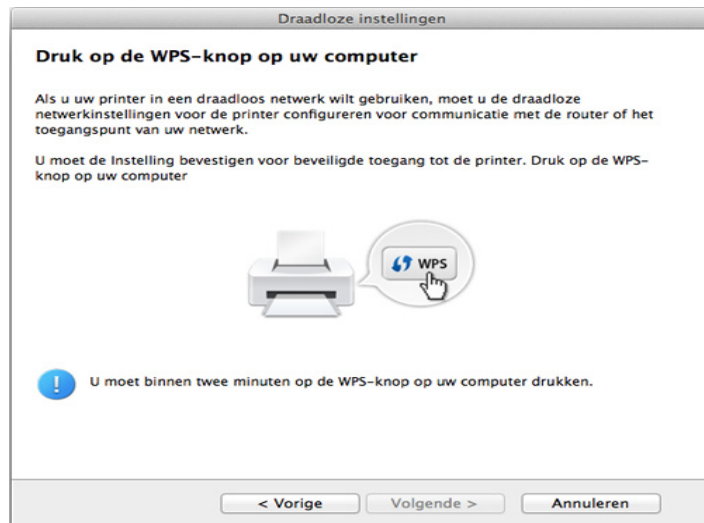 Draadloze instellingen
Druk op de WPS-knop op uw computer
Als u uw printer in een draadloos netwerk wilt gebruiken, moet u de draadloze
netwerkinstellingen voor de printer configureren voor communicatie met de router of het
toegangspunt van uw netwerk.
U moet de Instelling bevestigen voor beveiligde toegang tot de printer. Druk op de WPS-
knop op uw computer
WPS
U moet binnen twee minuten op de WPS-knop op uw computer drukken.
< Vorige Volgende > Annuleren